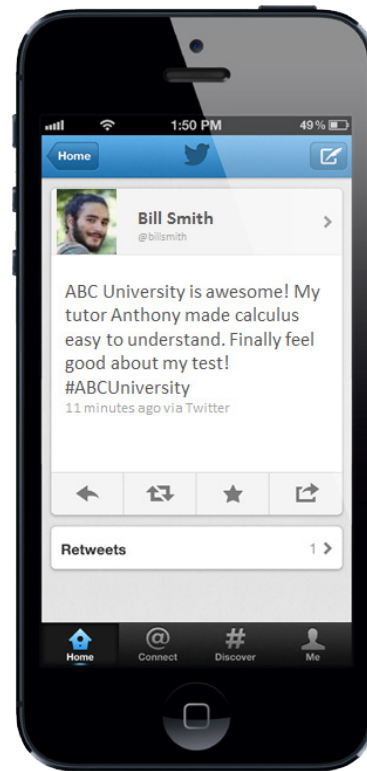 1:50 PM 49%
Home
Bill Smith
@billsmith
ABC University is awesome! My
tutor Anthony made calculus
easy to understand. Finally feel
good about my test!
#ABCUniversity
11 minutes ago via Twitter
Retweets 1
Home Connect Discover Me